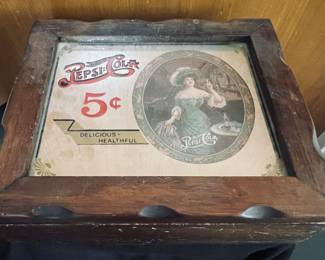 PEPSI-COLA
5¢
DELICIOUS -
HEALTHFUL
Pepsi-Cola